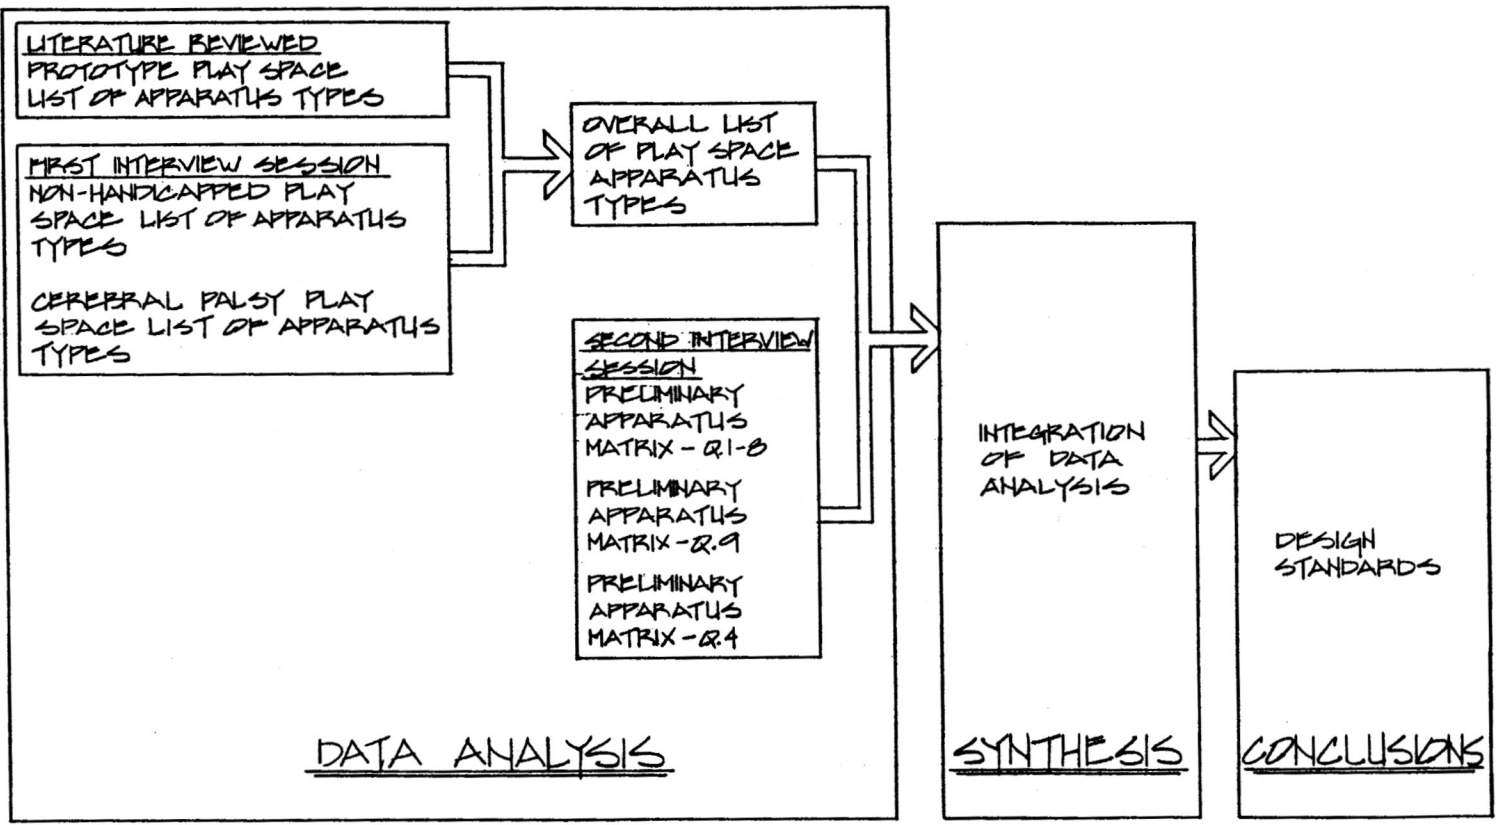 LITERATURE REVIEWED
PROTOTYPE PLAY SPACE
LIST OF APPARATUS TYPES
FIRST INTERVIEW SESSION
NON-HANDICAPPED PLAY
SPACE LIST OF APPARATUS
TYPES
CEREBRAL PALSY PLAY
SPACE LIST OF APPARATUS
TYPES
OVERALL LIST
OF PLAY SPACE
APPARATUS
TYPES
SECOND INTERVIEW
SESSION
PRELIMINARY
APPARATUS
MATRIX - Q.1-8
PRELIMINARY
APPARATUS
MATRIX - Q.9
PRELIMINARY
APPARATUS
MATRIX - Q.4
DATA ANALYSIS
INTEGRATION
OF DATA
ANALYSIS
SYNTHESIS
DESIGN
STANDARDS
CONCLUSIONS